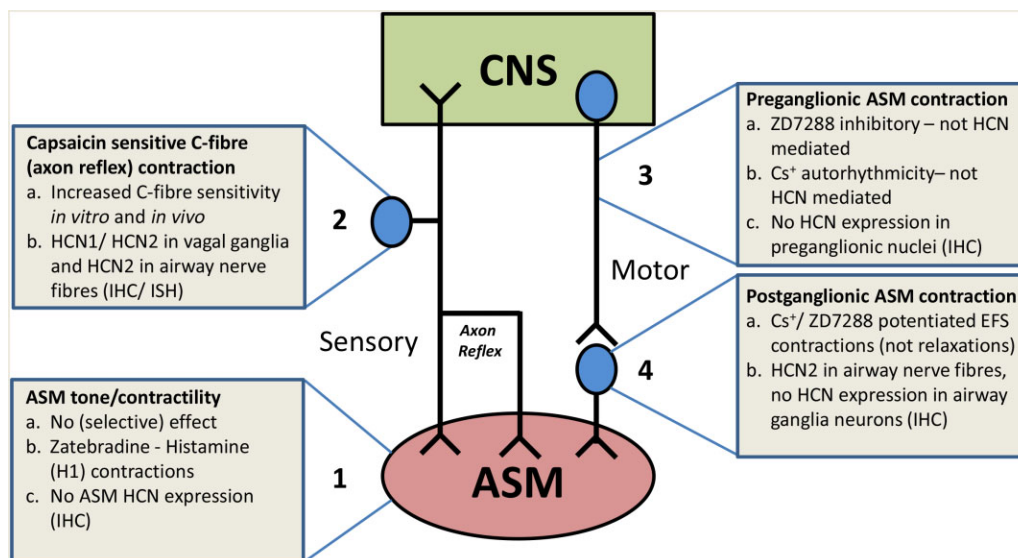 CNS
Capsaicin sensitive C-fibre
(axon reflex) contraction
a. Increased C-fibre sensitivity
in vitro and in vivo
b. HCN1/ HCN2 in vagal ganglia
and HCN2 in airway nerve
fibres (IHC/ ISH)
2
Preganglionic ASM contraction
a. ZD7288 inhibitory – not HCN
mediated
b. Cs⁺ autorhythmicity– not
HCN mediated
c. No HCN expression in
preganglionic nuclei (IHC)
3
Motor
Sensory
Axon
Reflex
Postganglionic ASM contraction
a. Cs⁺/ ZD7288 potentiated EFS
contractions (not relaxations)
b. HCN2 in airway nerve fibres,
no HCN expression in airway
ganglia neurons (IHC)
4
ASM tone/contractility
a. No (selective) effect
b. Zatebradine - Histamine
(H1) contractions
c. No ASM HCN expression
(IHC)
1
ASM